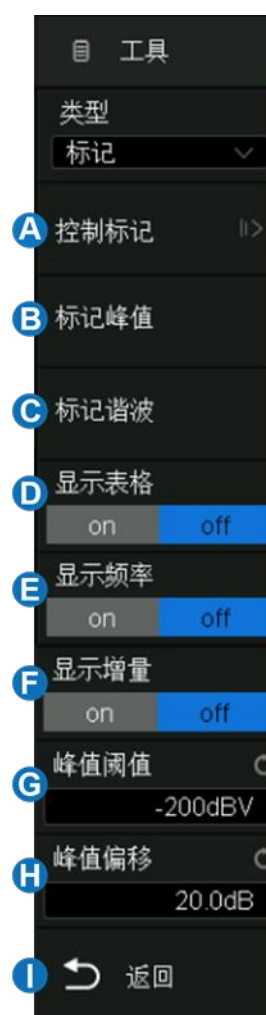 工具
类型
标记
A 控制标记
B 标记峰值
C 标记谐波
D 显示表格
on off
E 显示频率
on off
F 显示增量
on off
G 峰值阈值
-200dBV
H 峰值偏移
20.0dB
I 返回